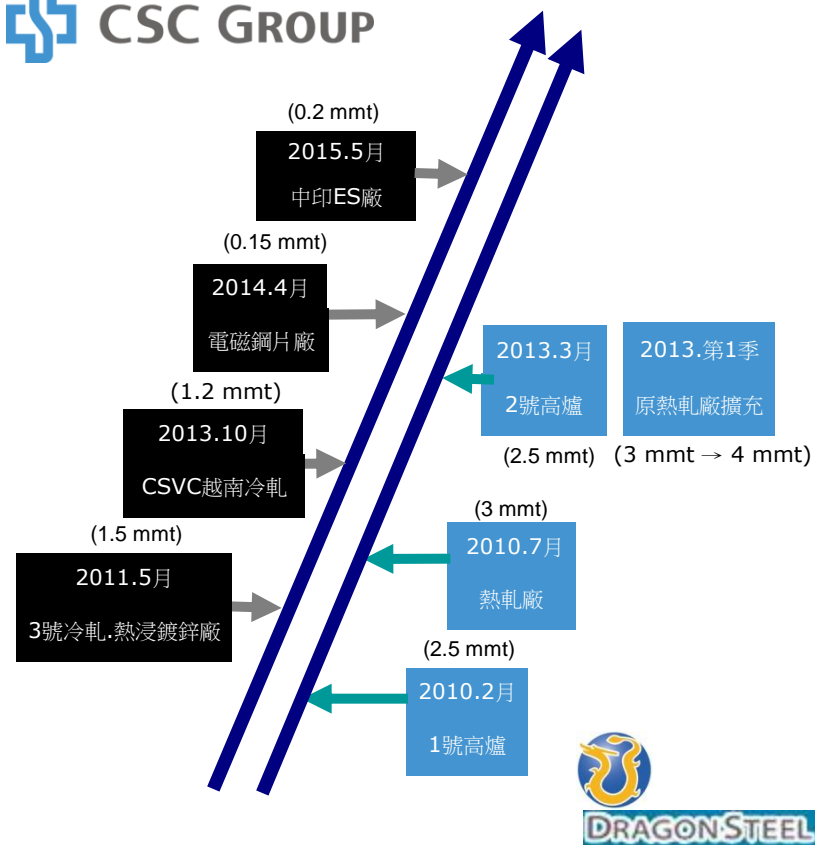 CSC GROUP
(0.2 mmt)
2015.5月
中印ES廠
(0.15 mmt)
2014.4月
電磁鋼片廠
(1.2 mmt)
2013.10月
CSVC越南冷軋
(1.5 mmt)
2011.5月
3號冷軋.熱浸鍍鋅廠
2013.3月
2號高爐
(2.5 mmt)
2013.第1季
原熱軋廠擴充
(3 mmt → 4 mmt)
(3 mmt)
2010.7月
熱軋廠
(2.5 mmt)
2010.2月
1號高爐
DRAGON STEEL